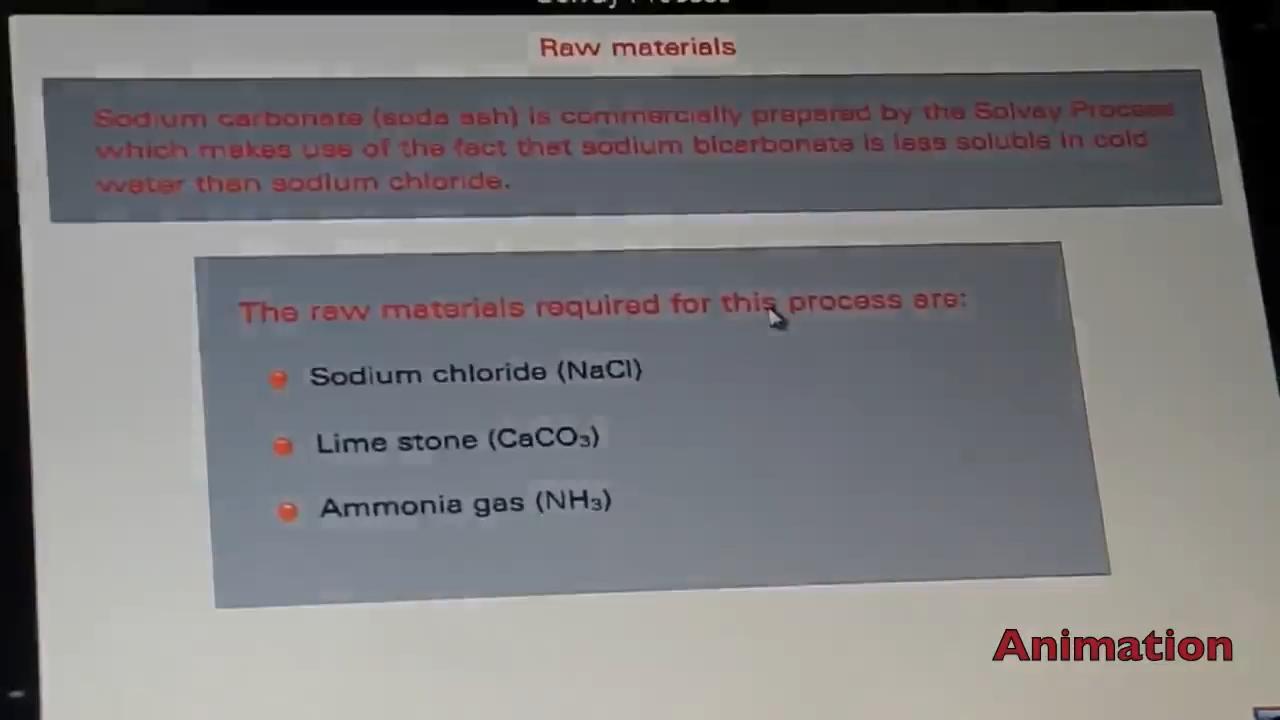 Raw materials
Sodium carbonate (soda ash) is commercially prepared by the Solvay Process
which makes use of the fact that sodium bicarbonate is less soluble in cold
water than sodium chloride.
The raw materials required for this process are:
Sodium chloride (NaCl)
Lime stone (CaCO₃)
Ammonia gas (NH₃)
Animation